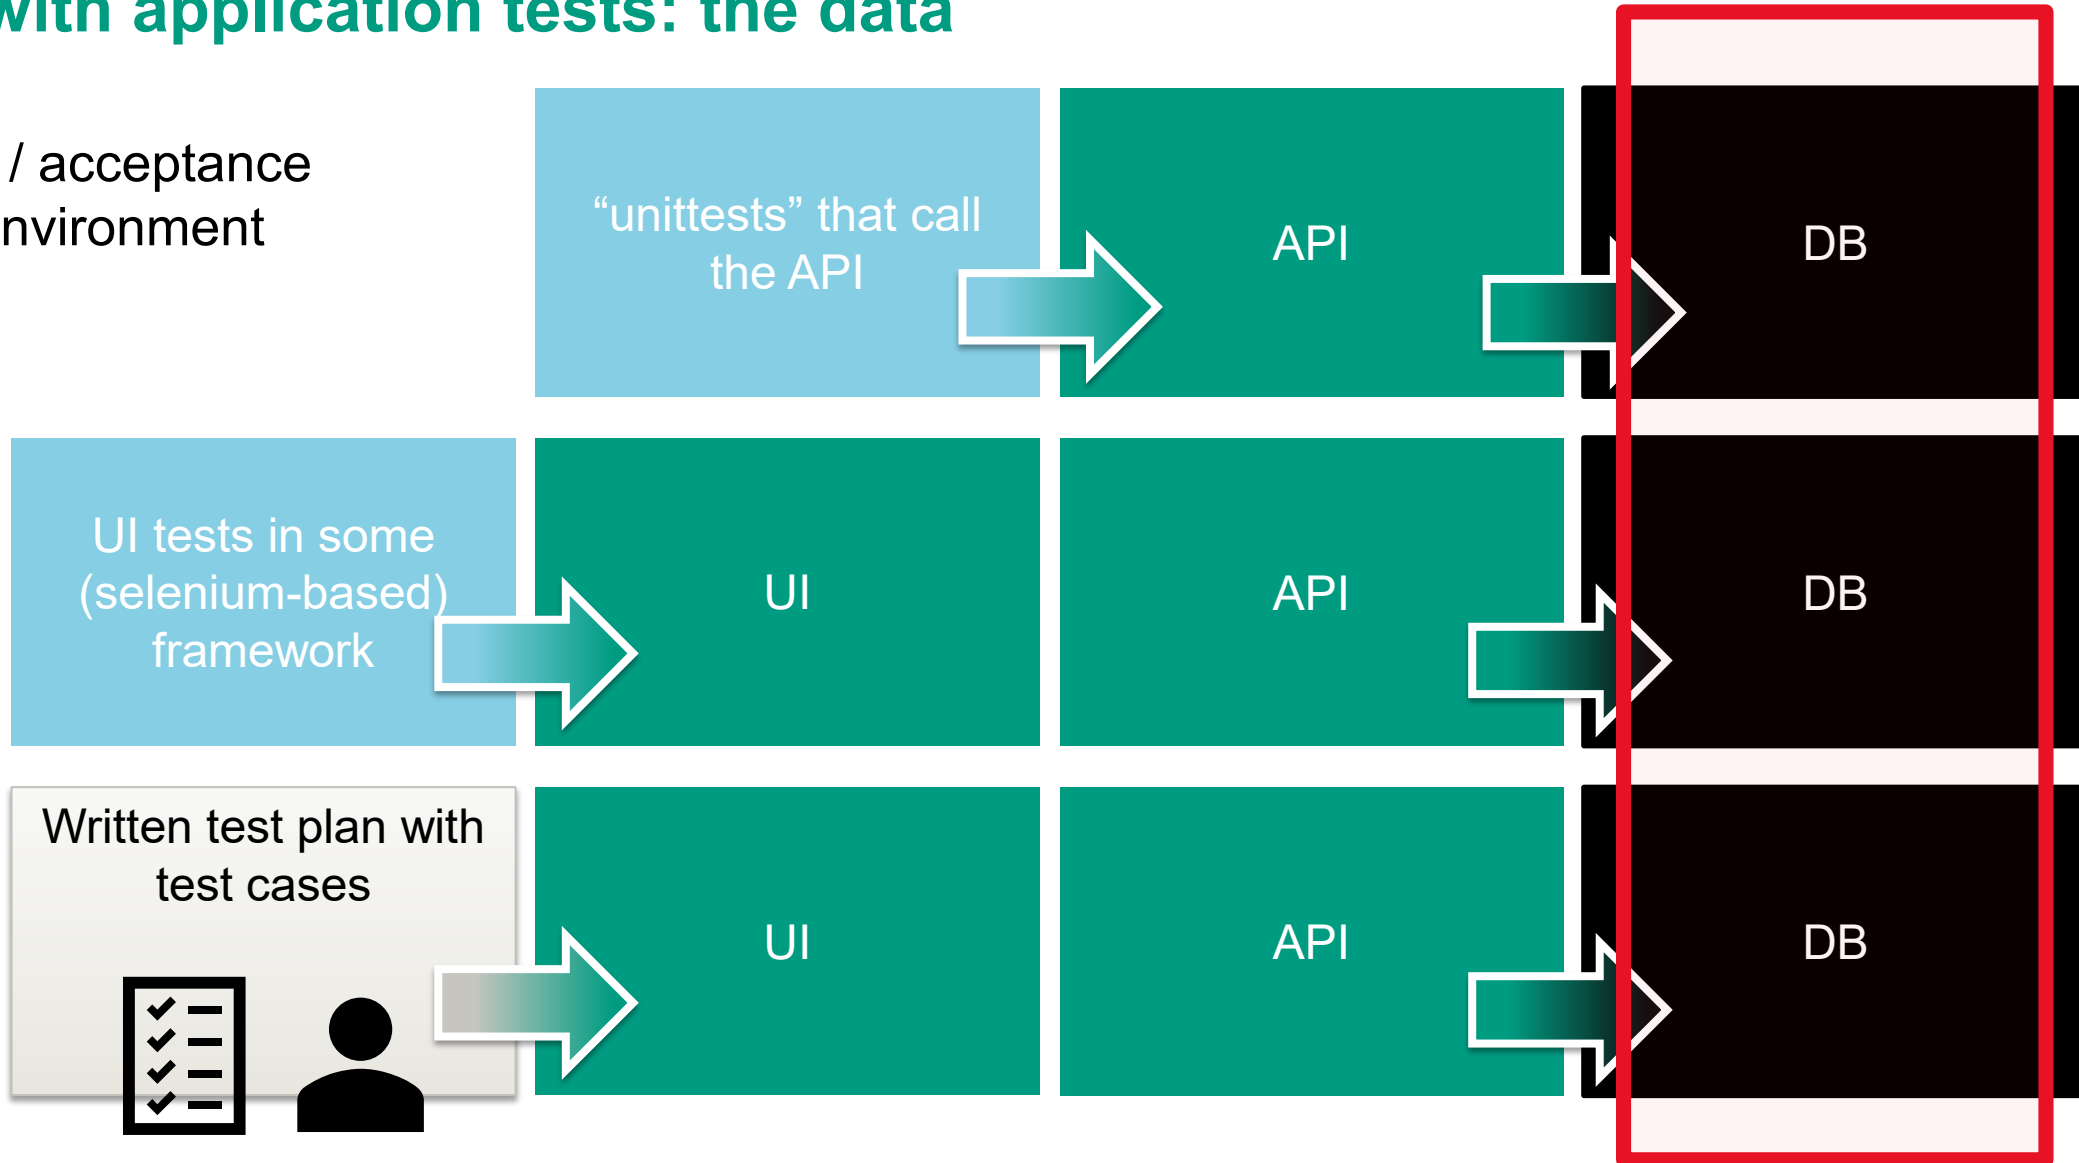 with application tests: the data
/ acceptance
nvironment
“unittests” that call
the API
API
DB
UI tests in some
(selenium-based)
framework
UI
API
DB
Written test plan with
test cases
UI
API
DB